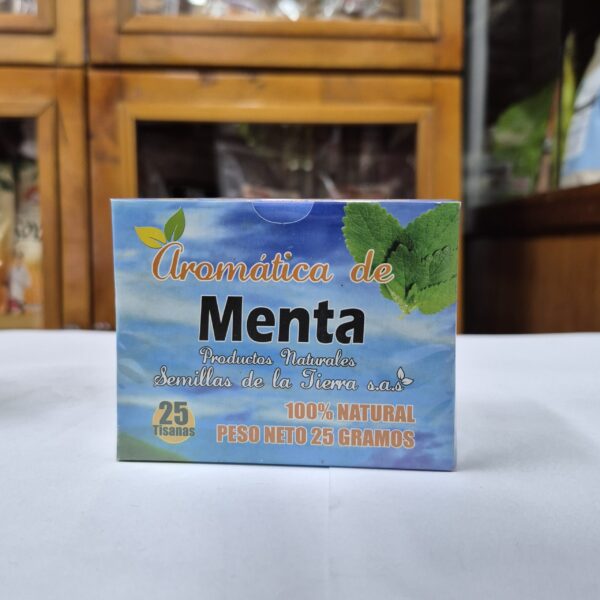 Aromática de
Menta
Productos Naturales
Semillas de la Tierra s.a.s
25
Tisanas
100% NATURAL
PESO NETO 25 GRAMOS